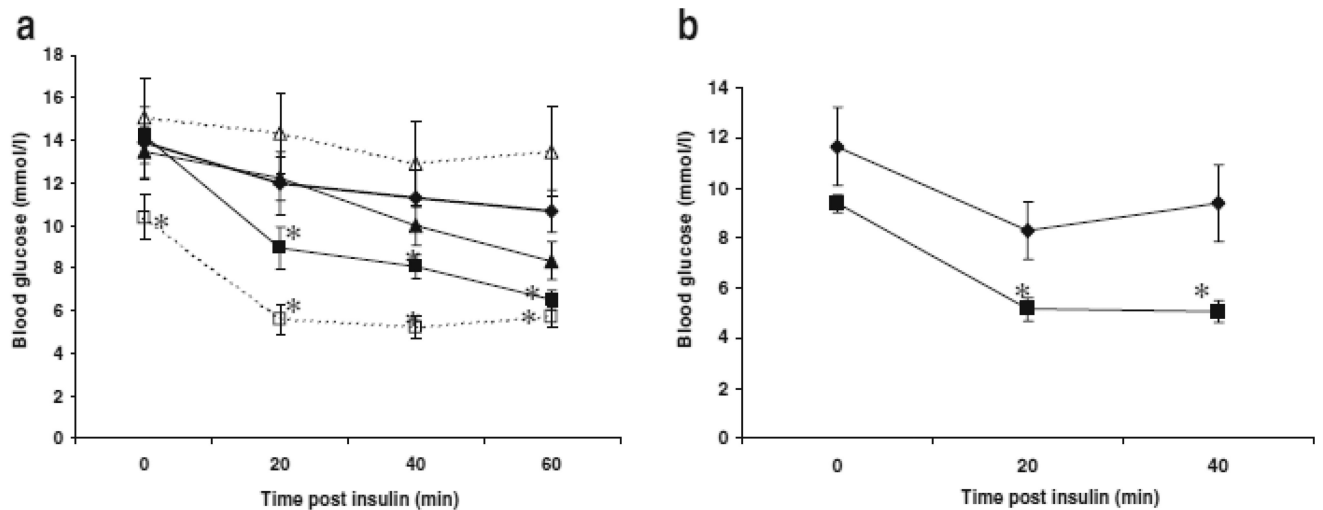 a
18
16
14
12
10
8
6
4
2
0
Blood glucose (mmol/l)
* * * * * * *
0 20 40 60
Time post insulin (min)
b
14
12
10
8
6
4
2
0
Blood glucose (mmol/l)
* *
0 20 40
Time post insulin (min)